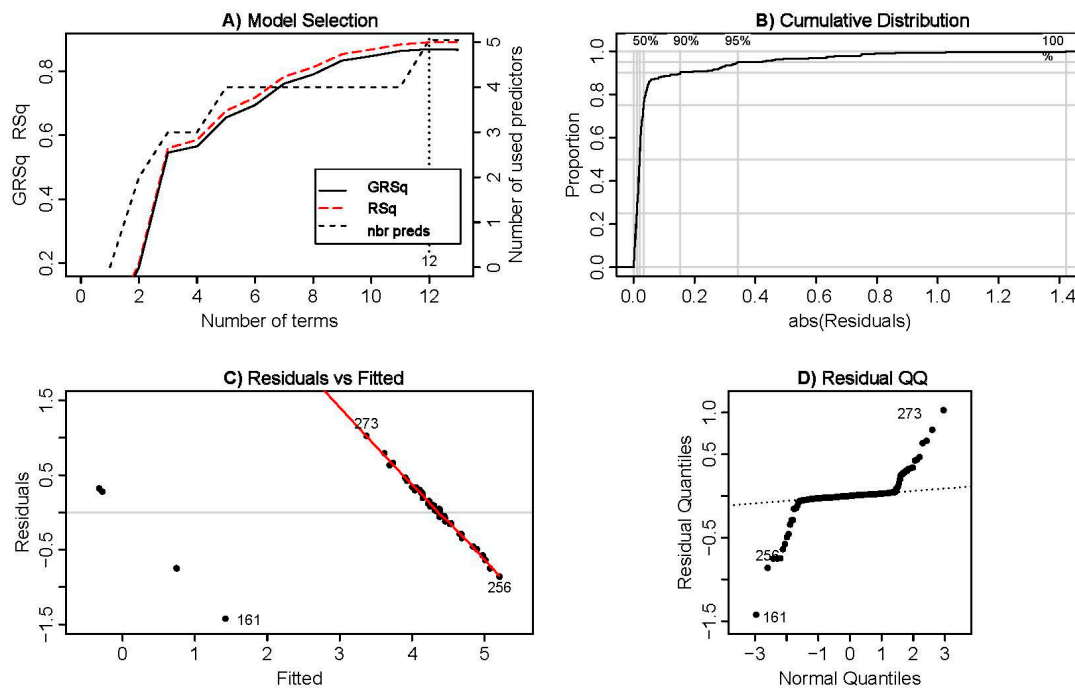 A) Model Selection
GRSq RSq
0.2 0.4 0.6 0.8
GRSq
RSq
nbr preds
12
0 1 2 3 4 5
Number of used predictors
0 2 4 6 8 10 12
Number of terms
B) Cumulative Distribution
50% 90% 95% 100
%
Proportion
0.0 0.2 0.4 0.6 0.8 1.0
0.0 0.2 0.4 0.6 0.8 1.0 1.2 1.4
abs(Residuals)
C) Residuals vs Fitted
Residuals
−1.5 −0.5 0.5 1.5
273
256
161
0 1 2 3 4 5
Fitted
D) Residual QQ
Residual Quantiles
−1.5 −0.5 0.5 1.0
273
256
161
−3 −1 0 1 2 3
Normal Quantiles